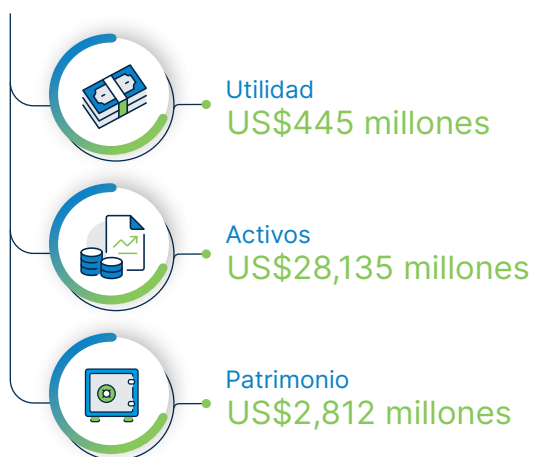 Utilidad
US$445 millones
Activos
US$28,135 millones
Patrimonio
US$2,812 millones